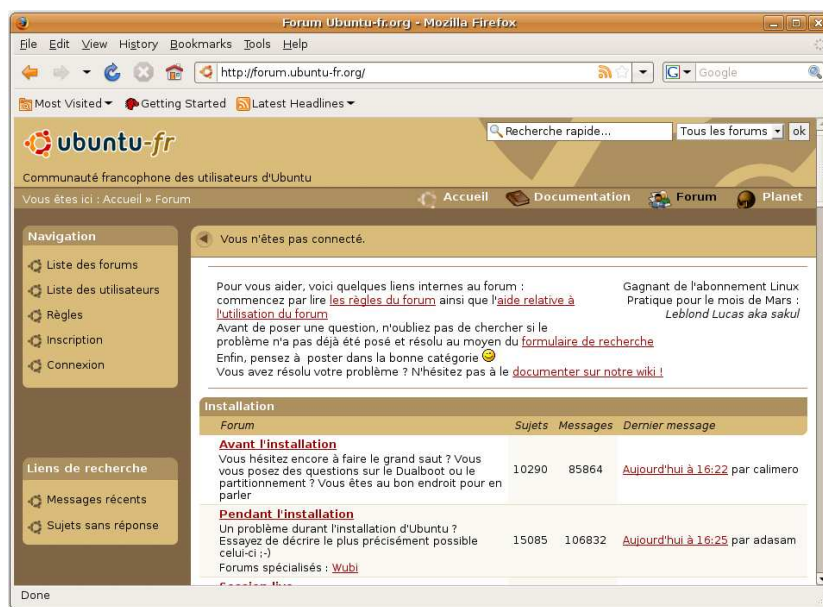 Forum Ubuntu-fr.org - Mozilla Firefox
File Edit View History Bookmarks Tools Help
http://forum.ubuntu-fr.org/
G Google
Most Visited Getting Started Latest Headlines
ubuntu-fr
Recherche rapide... Tous les forums ok
Communauté francophone des utilisateurs d'Ubuntu
Vous êtes ici : Accueil » Forum
Accueil Documentation Forum Planet
Navigation
Liste des forums
Liste des utilisateurs
Règles
Inscription
Connexion
Liens de recherche
Messages récents
Sujets sans réponse
Vous n'êtes pas connecté.
Pour vous aider, voici quelques liens internes au forum :
commencez par lire les règles du forum ainsi que l'aide relative à
l'utilisation du forum
Avant de poser une question, n'oubliez pas de chercher si le
problème n'a pas déjà été posé et résolu au moyen du formulaire de recherche
Enfin, pensez à poster dans la bonne catégorie
Vous avez résolu votre problème ? N'hésitez pas à le documenter sur notre wiki !
Gagnant de l'abonnement Linux
Pratique pour le mois de Mars :
Leblond Lucas aka sakul
Installation
Forum Sujets Messages Dernier message
Avant l'installation
Vous hésitez encore à faire le grand saut ? Vous
vous posez des questions sur le Dualboot ou le
partitionnement ? Vous êtes au bon endroit pour en
parler
10290 85864 Aujourd'hui à 16:22 par calimero
Pendant l'installation
Un problème durant l'installation d'Ubuntu ?
Essayez de décrire le plus précisément possible
celui-ci ;-)
Forums spécialisés : Wubi
15085 106832 Aujourd'hui à 16:25 par adasam
Done